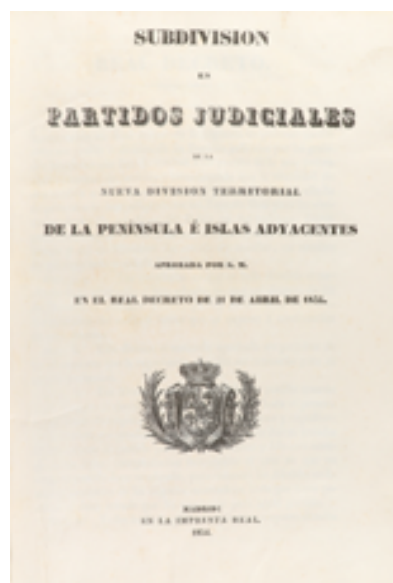 SUBDIVISION
EN
PARTIDOS JUDICIALES
DE LA
NUEVA DIVISION TERRITORIAL
DE LA PENÍNSULA É ISLAS ADYACENTES
APROBADA POR S. M.
EN EL REAL DECRETO DE 21 DE ABRIL DE 1834.
MADRID:
EN LA IMPRENTA REAL.
1834.